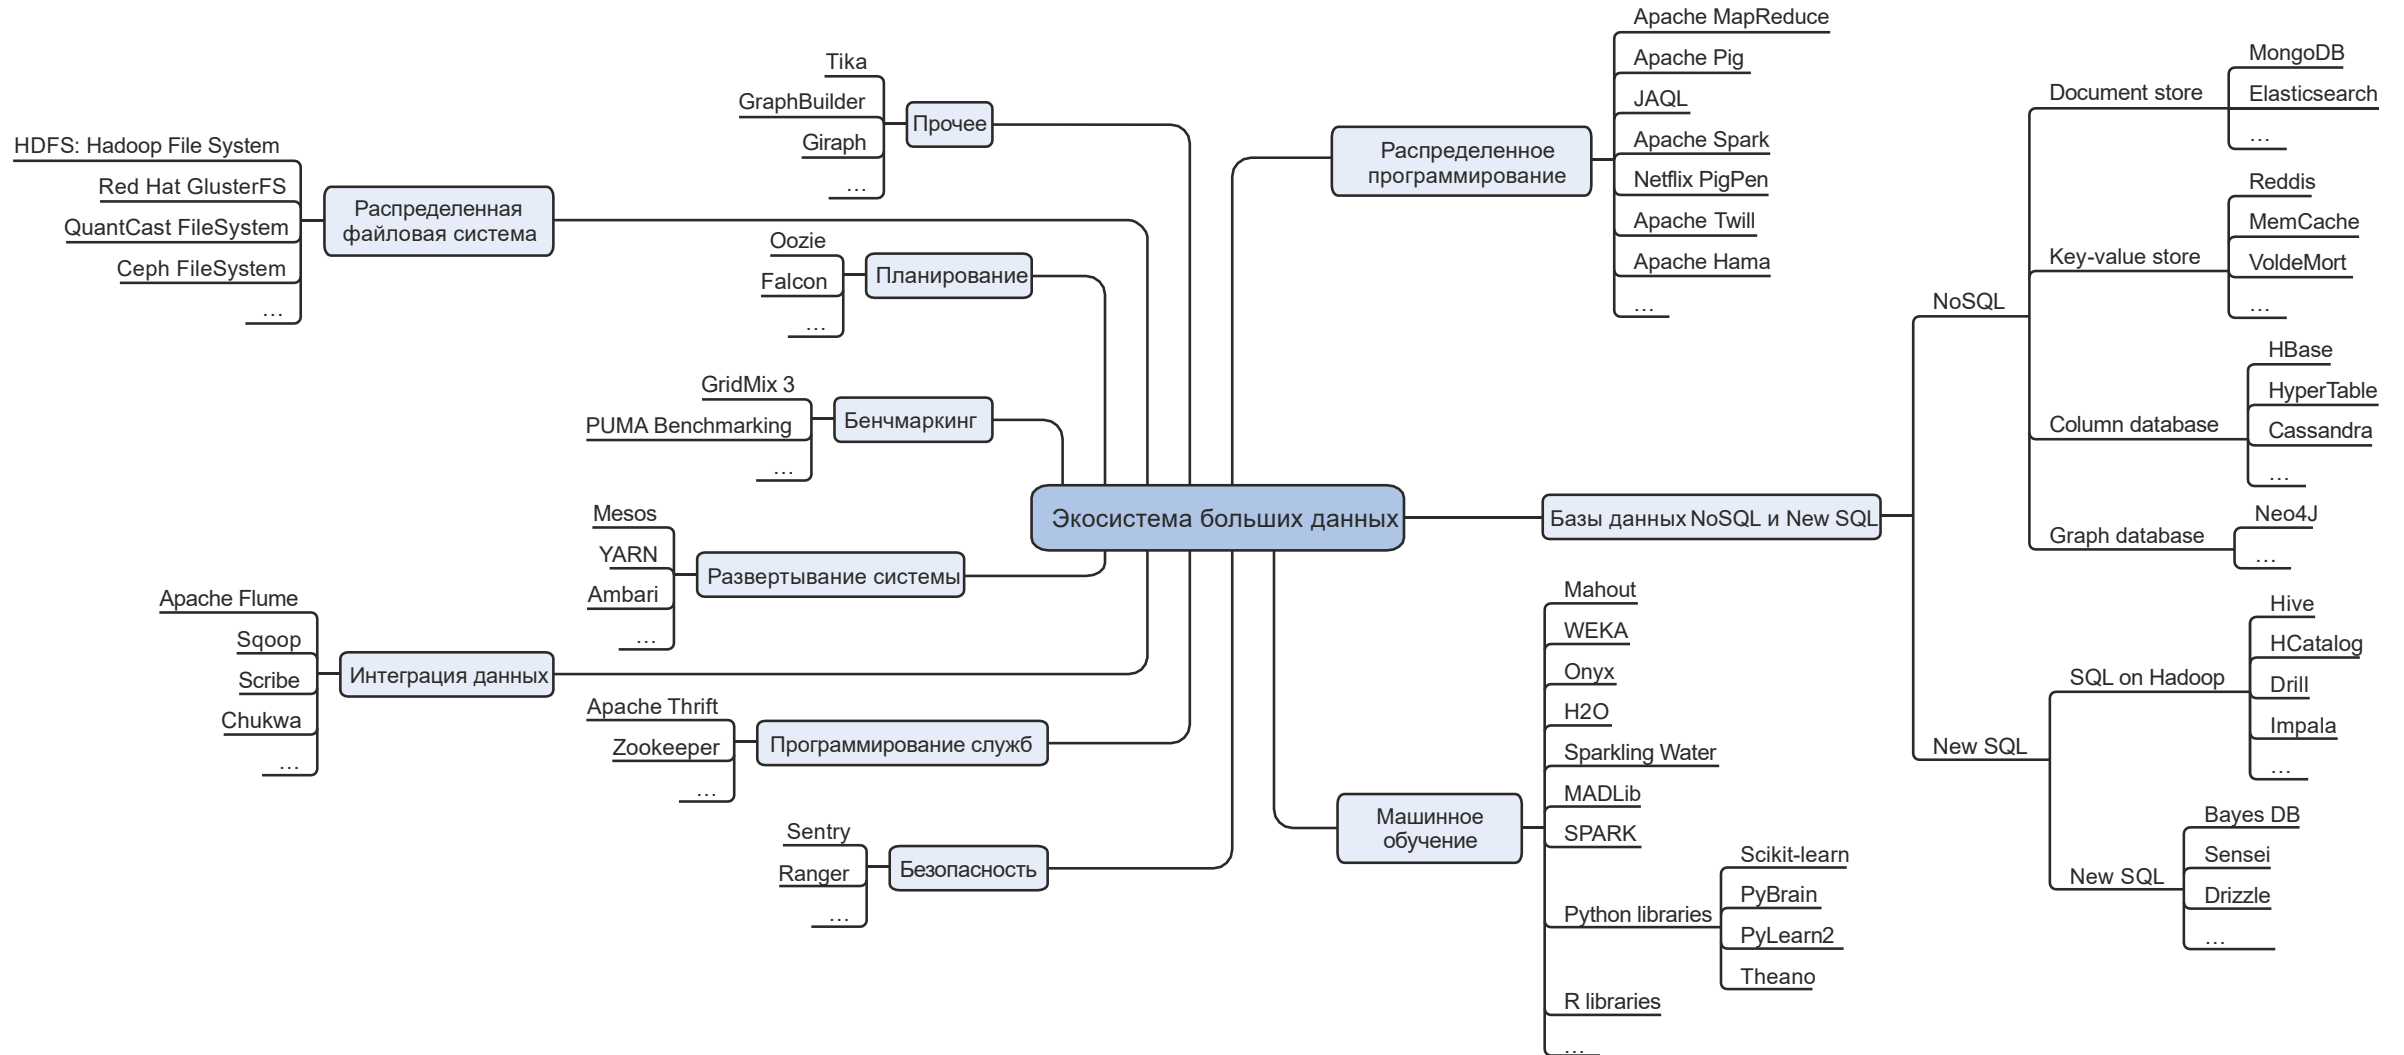 Tika
GraphBuilder
Giraph
…
Прочее
HDFS: Hadoop File System
Red Hat GlusterFS
QuantCast FileSystem
Ceph FileSystem
…
Распределенная
файловая система
Oozie
Falcon
…
Планирование
GridMix 3
PUMA Benchmarking
…
Бенчмаркинг
Mesos
YARN
Ambari
…
Развертывание системы
Apache Flume
Sqoop
Scribe
Chukwa
…
Интеграция данных
Apache Thrift
Zookeeper
…
Программирование служб
Sentry
Ranger
…
Безопасность
Экосистема больших данных
Распределенное
программирование
Apache MapReduce
Apache Pig
JAQL
Apache Spark
Netflix PigPen
Apache Twill
Apache Hama
…
Базы данных NoSQL и New SQL
NoSQL
Document store
MongoDB
Elasticsearch
…
Key-value store
Reddis
MemCache
VoldeMort
…
Column database
HBase
HyperTable
Cassandra
…
Graph database
Neo4J
…
New SQL
SQL on Hadoop
Hive
HCatalog
Drill
Impala
…
New SQL
Bayes DB
Sensei
Drizzle
…
Машинное
обучение
Mahout
WEKA
Onyx
H2O
Sparkling Water
MADLib
SPARK
Python libraries
Scikit-learn
PyBrain
PyLearn2
Theano
R libraries
…